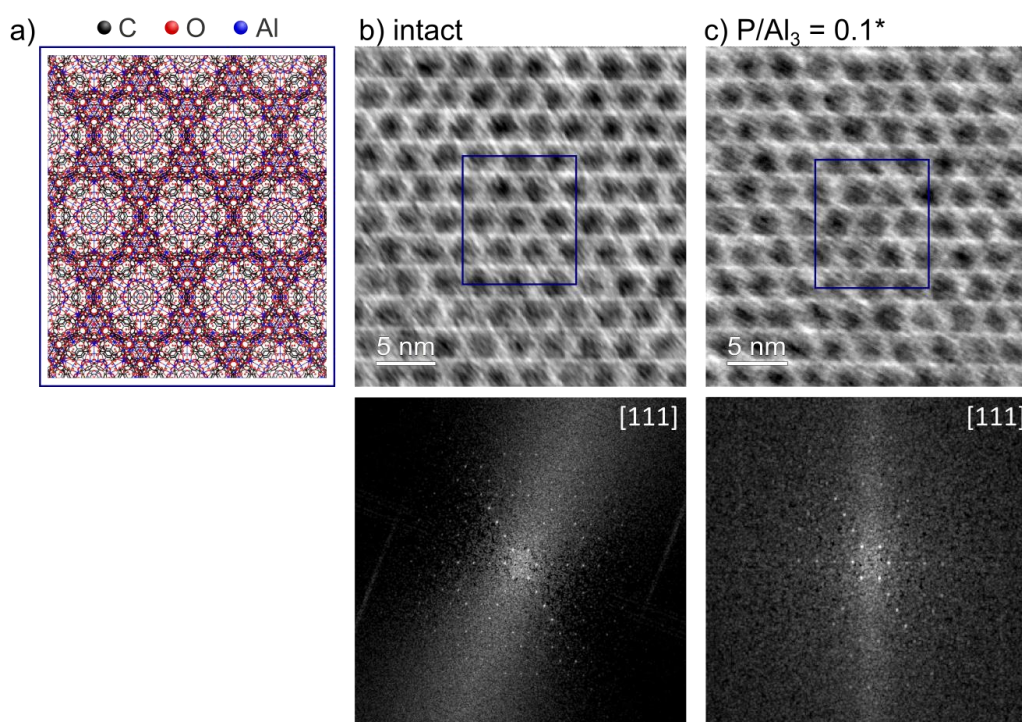 a)
C O Al
b) intact
c) P/Al₃ = 0.1*
5 nm
5 nm
[111]
[111]